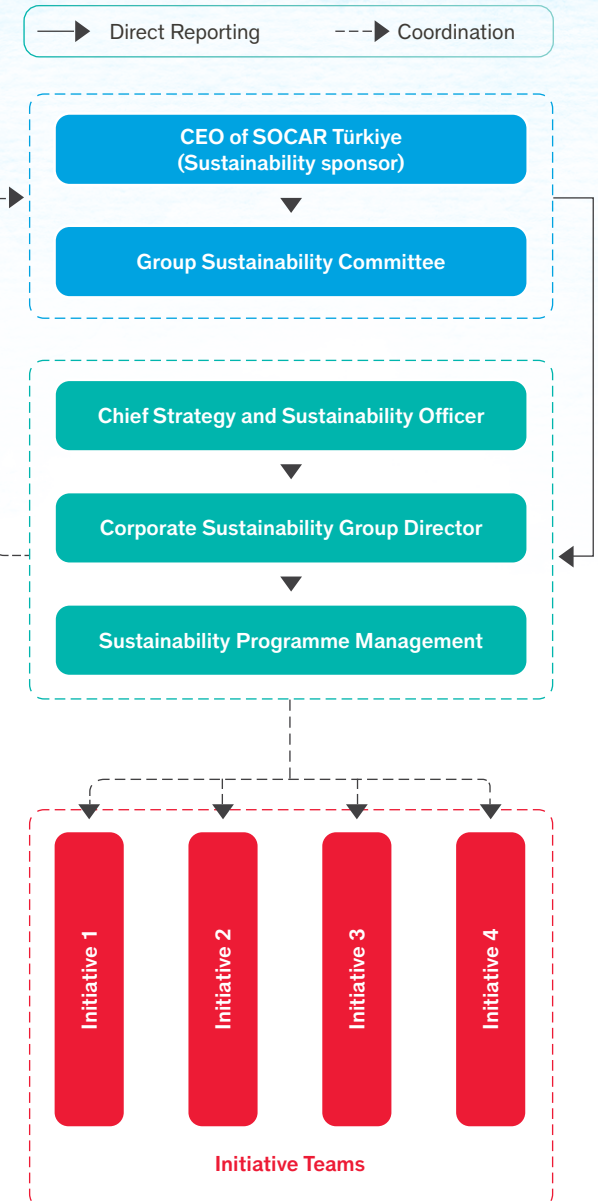 Direct Reporting
Coordination
CEO of SOCAR Türkiye
(Sustainability sponsor)
Group Sustainability Committee
Chief Strategy and Sustainability Officer
Corporate Sustainability Group Director
Sustainability Programme Management
Initiative 1
Initiative 2
Initiative 3
Initiative 4
Initiative Teams